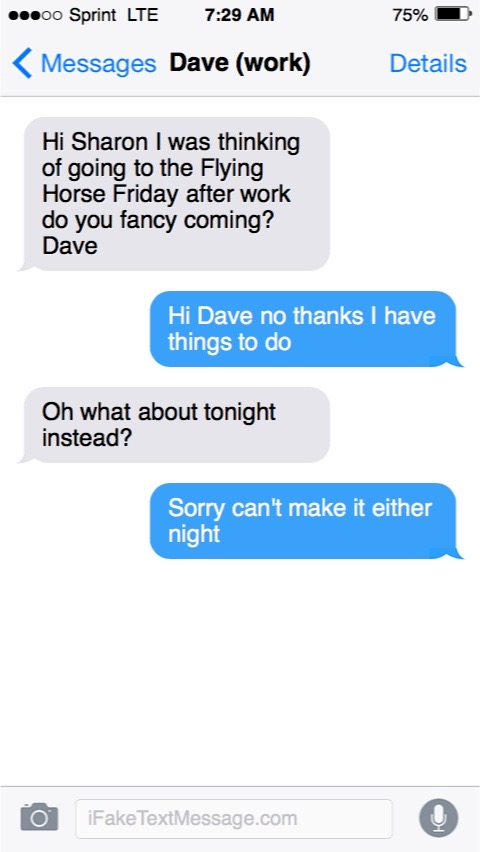 Sprint LTE 7:29 AM 75%
Messages Dave (work) Details
Hi Sharon I was thinking
of going to the Flying
Horse Friday after work
do you fancy coming?
Dave
Hi Dave no thanks I have
things to do
Oh what about tonight
instead?
Sorry can't make it either
night
iFakeTextMessage.com